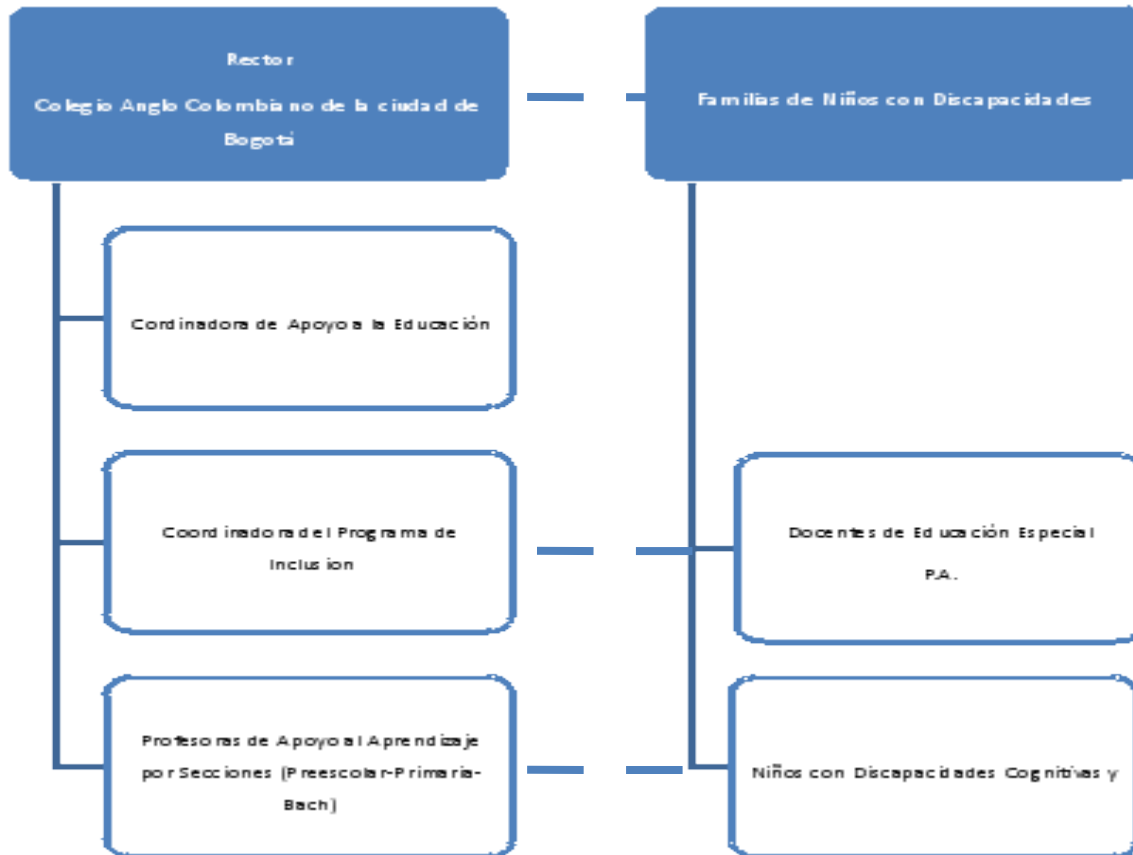 Rector
Colegio Anglo Colombiano de la ciudad de
Bogotá
Familias de Niños con Discapacidades
Cordinadora de Apoyo a la Educación
Coordinadora del Programa de
Inclusion
Docentes de Educación Especial
P.A.
Profesoras de Apoyo al Aprendizaje
por Secciones (Preescolar-Primaria-
Bach)
Niños con Discapacidades Cognitivas y